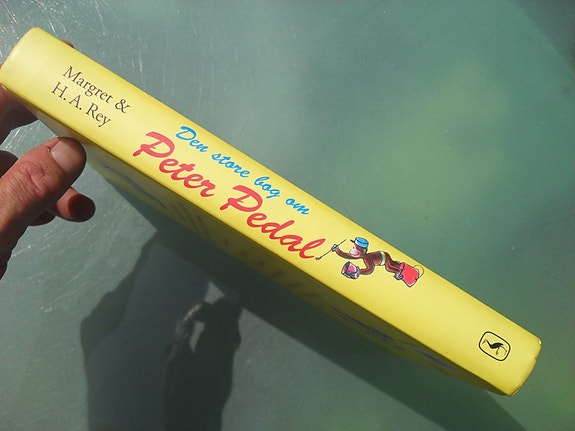 Margret &
H. A. Rey
Den store bog om
Peter Pedal